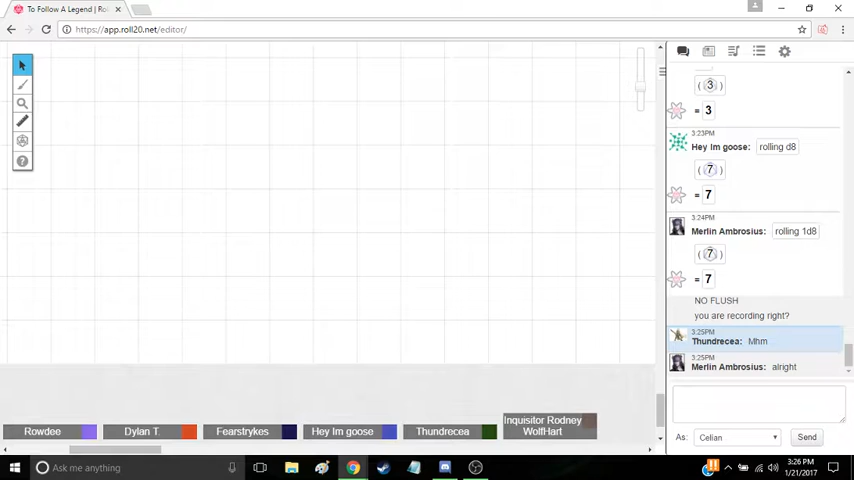 To Follow A Legend | Rol
https://app.roll20.net/editor/
3
= 3
3:23PM
Hey Im goose: rolling d8
(7)
= 7
3:24PM
Merlin Ambrosius: rolling 1d8
(7)
= 7
NO FLUSH
you are recording right?
3:25PM
Thundrecea: Mhm
3:25PM
Merlin Ambrosius: alright
Rowdee
Dylan T.
Fearstrykes
Hey Im goose
Thundrecea
Inquisitor Rodney
WolfHart
As: Celian
Send
Ask me anything
3:26 PM
1/21/2017